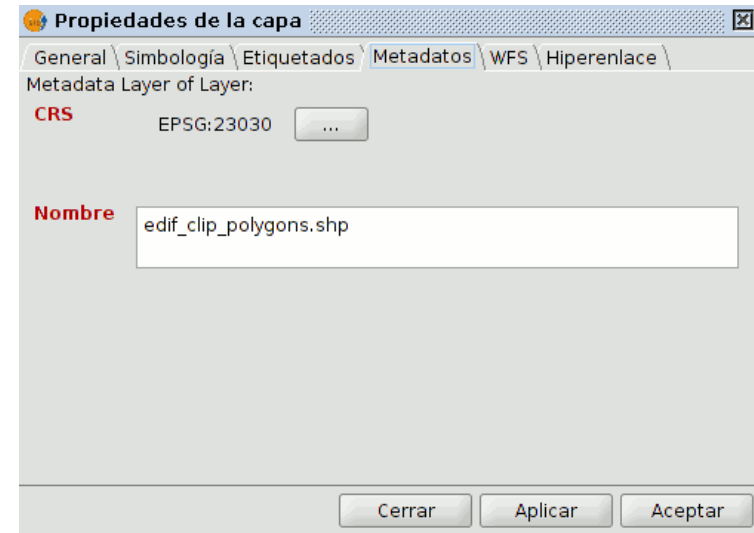 Propiedades de la capa
General Simbología Etiquetados Metadatos WFS Hiperenlace
Metadata Layer of Layer:
CRS EPSG:23030 ...
Nombre edif_clip_polygons.shp
Cerrar Aplicar Aceptar